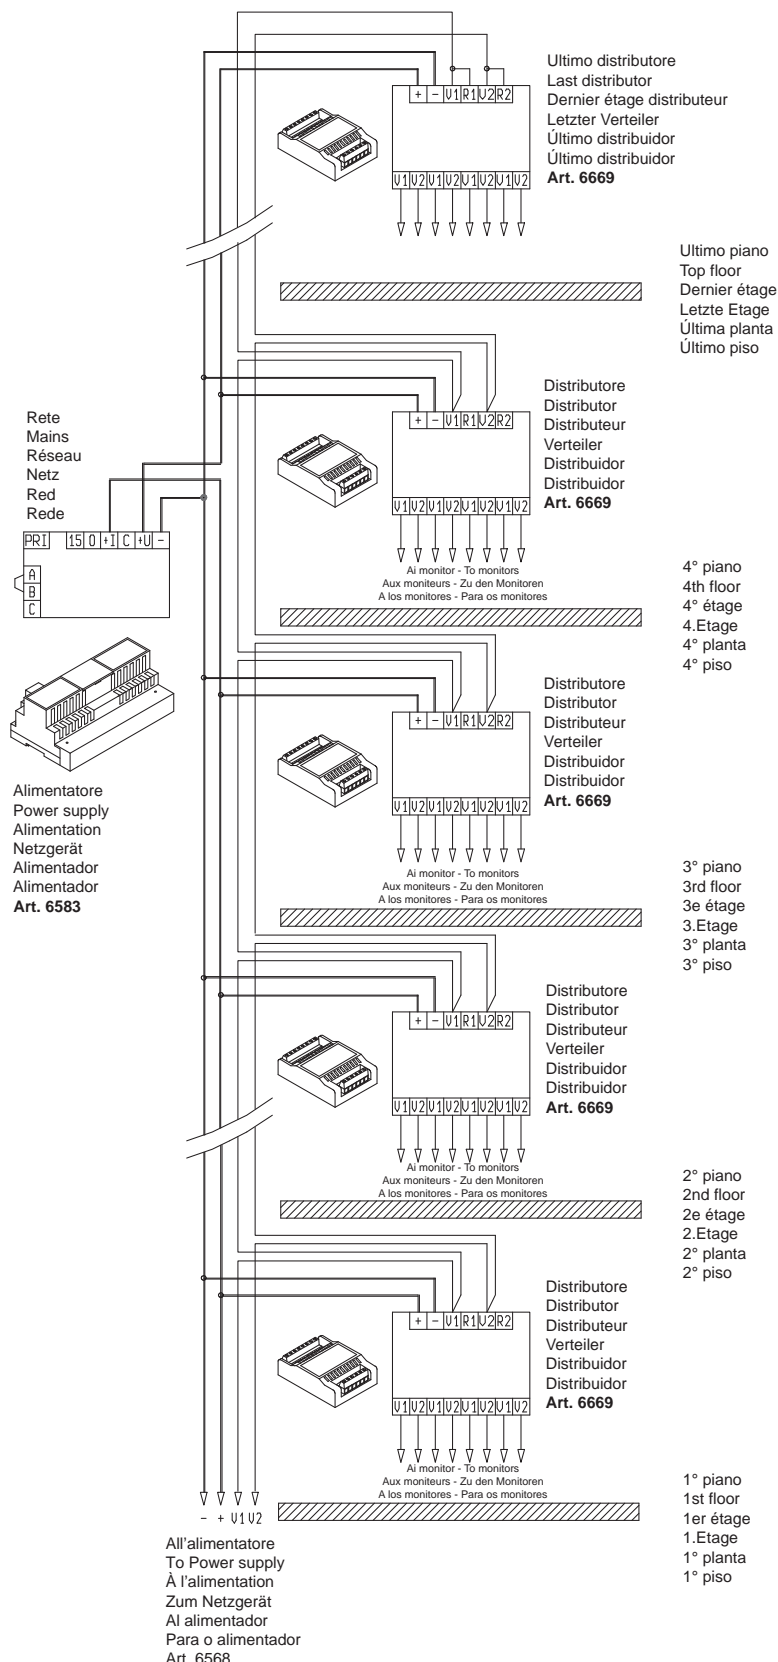 Ultimo distributore
Last distributor
Dernier étage distributeur
Letzter Verteiler
Último distribuidor
Último distribuidor
Art. 6669
+ - V1 R1 V2 R2
V1 V2 V1 V2 V1 V2 V1 V2
Ultimo piano
Top floor
Dernier étage
Letzte Etage
Última planta
Último piso
Distributore
Distributor
Distributeur
Verteiler
Distribuidor
Distribuidor
Art. 6669
+ - V1 R1 V2 R2
V1 V2 V1 V2 V1 V2 V1 V2
Ai monitor - To monitors
Aux moniteurs - Zu den Monitoren
A los monitores - Para os monitores
Rete
Mains
Réseau
Netz
Red
Rede
PRI 15 0 +I C +U -
A
B
C
4° piano
4th floor
4° étage
4.Etage
4° planta
4° piso
Alimentatore
Power supply
Alimentation
Netzgerät
Alimentador
Alimentador
Art. 6583
Distributore
Distributor
Distributeur
Verteiler
Distribuidor
Distribuidor
Art. 6669
+ - V1 R1 V2 R2
V1 V2 V1 V2 V1 V2 V1 V2
Ai monitor - To monitors
Aux moniteurs - Zu den Monitoren
A los monitores - Para os monitores
3° piano
3rd floor
3e étage
3.Etage
3° planta
3° piso
Distributore
Distributor
Distributeur
Verteiler
Distribuidor
Distribuidor
Art. 6669
+ - V1 R1 V2 R2
V1 V2 V1 V2 V1 V2 V1 V2
Ai monitor - To monitors
Aux moniteurs - Zu den Monitoren
A los monitores - Para os monitores
2° piano
2nd floor
2e étage
2.Etage
2° planta
2° piso
Distributore
Distributor
Distributeur
Verteiler
Distribuidor
Distribuidor
Art. 6669
+ - V1 R1 V2 R2
V1 V2 V1 V2 V1 V2 V1 V2
Ai monitor - To monitors
Aux moniteurs - Zu den Monitoren
A los monitores - Para os monitores
1° piano
1st floor
1er étage
1.Etage
1° planta
1° piso
- + V1 V2
All'alimentatore
To Power supply
À l'alimentation
Zum Netzgerät
Al alimentador
Para o alimentador
Art. 6568